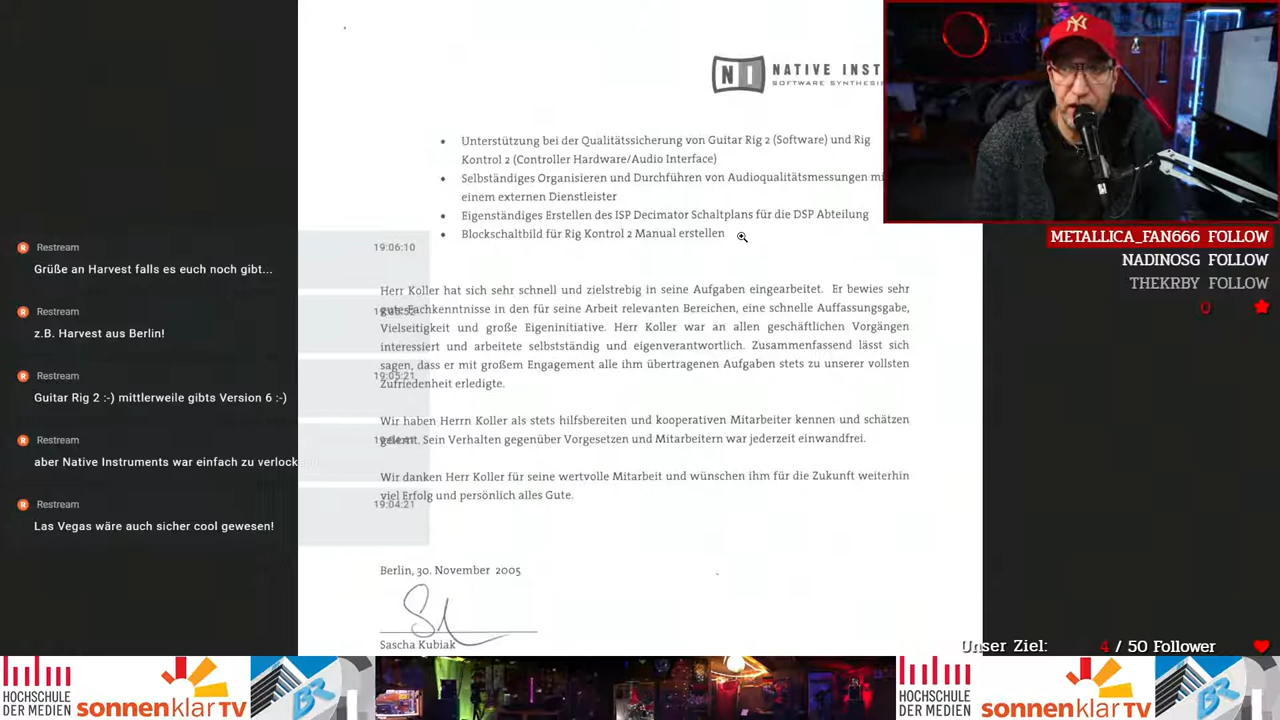 NI NATIVE INST
SOFTWARE SYNTHESI
• Unterstützung bei der Qualitätssicherung von Guitar Rig 2 (Software) und Rig
Kontrol 2 (Controller Hardware/Audio Interface)
• Selbständiges Organisieren und Durchführen von Audioqualitätsmessungen mi
einem externen Dienstleister
• Eigenständiges Erstellen des ISP Decimator Schaltplans für die DSP Abteilung
• Blockschaltbild für Rig Kontrol 2 Manual erstellen
Herr Koller hat sich sehr schnell und zielstrebig in seine Aufgaben eingearbeitet. Er bewies sehr
gute Fachkenntnisse in den für seine Arbeit relevanten Bereichen, eine schnelle Auffassungsgabe,
Vielseitigkeit und große Eigeninitiative. Herr Koller war an allen geschäftlichen Vorgängen
interessiert und arbeitete selbstständig und eigenverantwortlich. Zusammenfassend lässt sich
sagen, dass er mit großem Engagement alle ihm übertragenen Aufgaben stets zu unserer vollsten
Zufriedenheit erledigte.
Wir haben Herrn Koller als stets hilfsbereiten und kooperativen Mitarbeiter kennen und schätzen
gelernt. Sein Verhalten gegenüber Vorgesetzen und Mitarbeitern war jederzeit einwandfrei.
Wir danken Herr Koller für seine wertvolle Mitarbeit und wünschen ihm für die Zukunft weiterhin
viel Erfolg und persönlich alles Gute.
Berlin, 30. November 2005
Sascha Kubiak
R Restream 19:06:10
Grüße an Harvest falls es euch noch gibt...
R Restream
z.B. Harvest aus Berlin!
R Restream 19:05:21
Guitar Rig 2 :-) mittlerweile gibts Version 6 :-)
R Restream
aber Native Instruments war einfach zu verlockend
R Restream 19:04:21
Las Vegas wäre auch sicher cool gewesen!
NY
METALLICA_FAN666 FOLLOW
NADINOSG FOLLOW
THEKRBY FOLLOW
0
Unser Ziel: 4 / 50 Follower
HOCHSCHULE
DER MEDIEN
sonnenklar TV
BR
HOCHSCHULE
DER MEDIEN
sonnenklar TV
BR